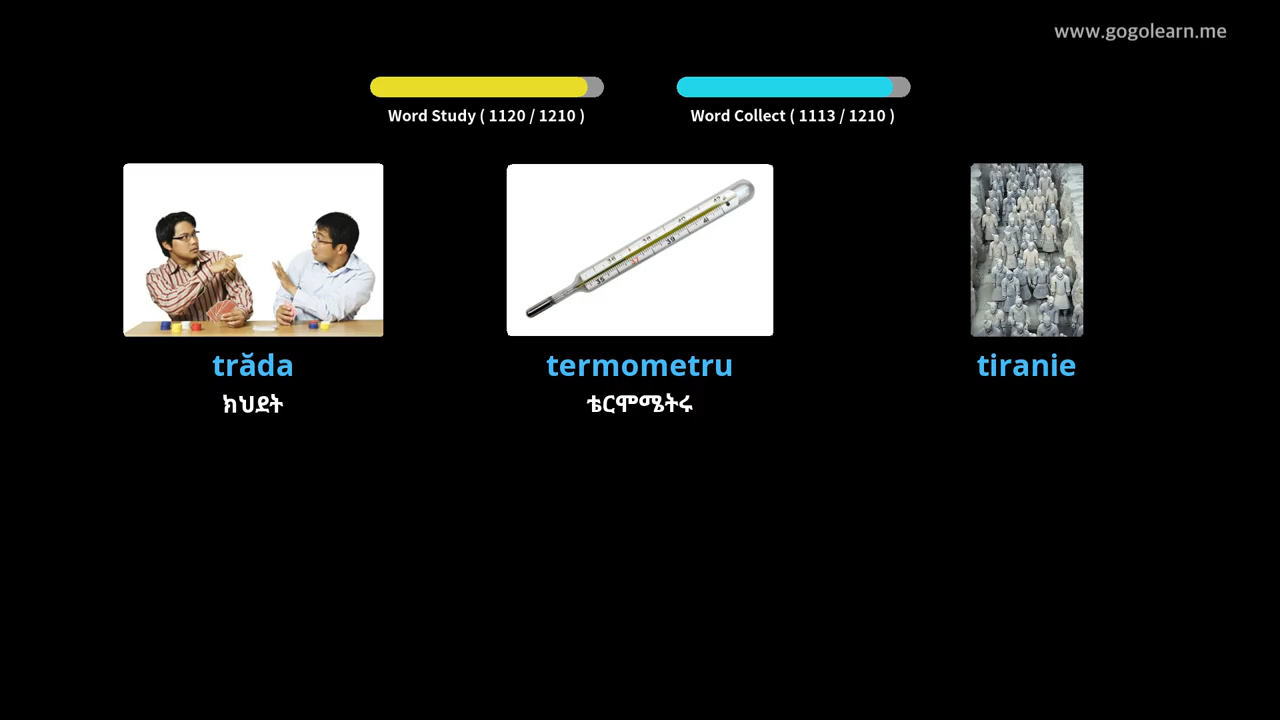 www.gogolearn.me
Word Study ( 1120 / 1210 )
Word Collect ( 1113 / 1210 )
trăda
termometru
tiranie
ክህደት
ቴርሞሜትሩ